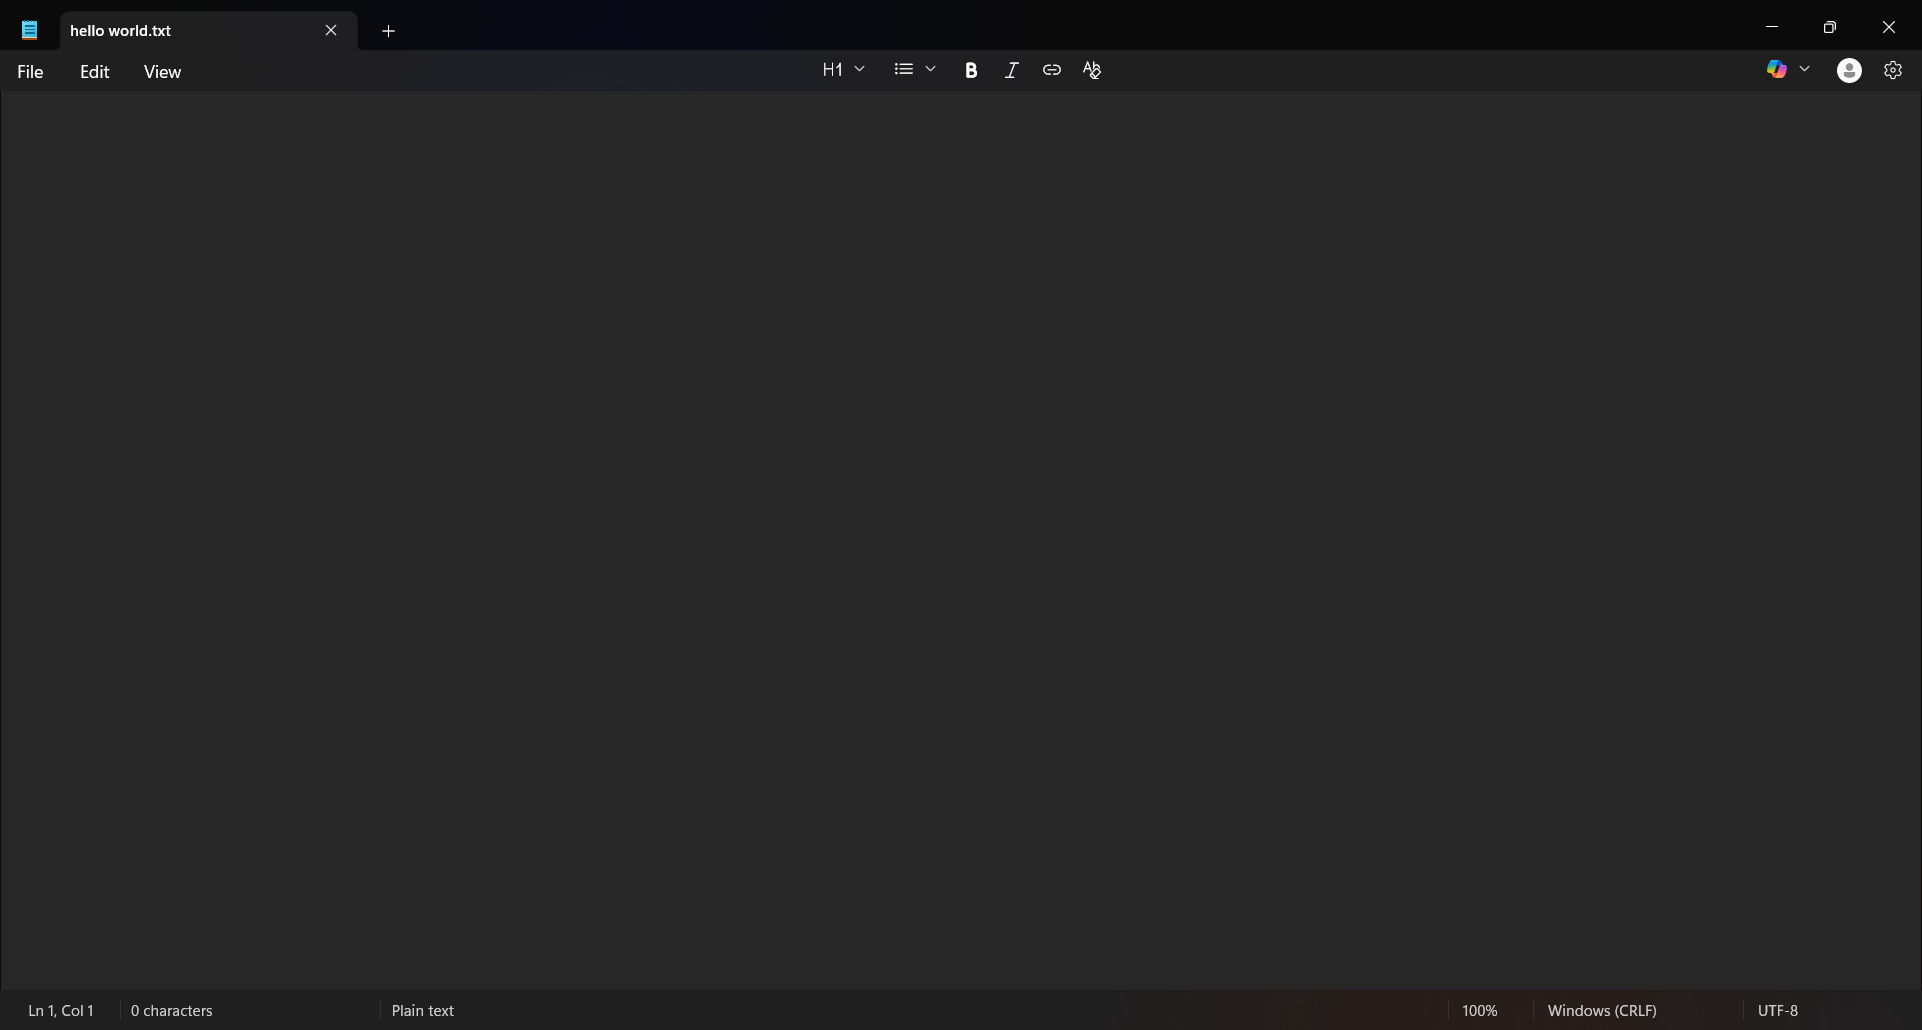 hello world.txt
File Edit View H1 B I Ab
Ln 1, Col 1 0 characters Plain text 100% Windows (CRLF) UTF-8